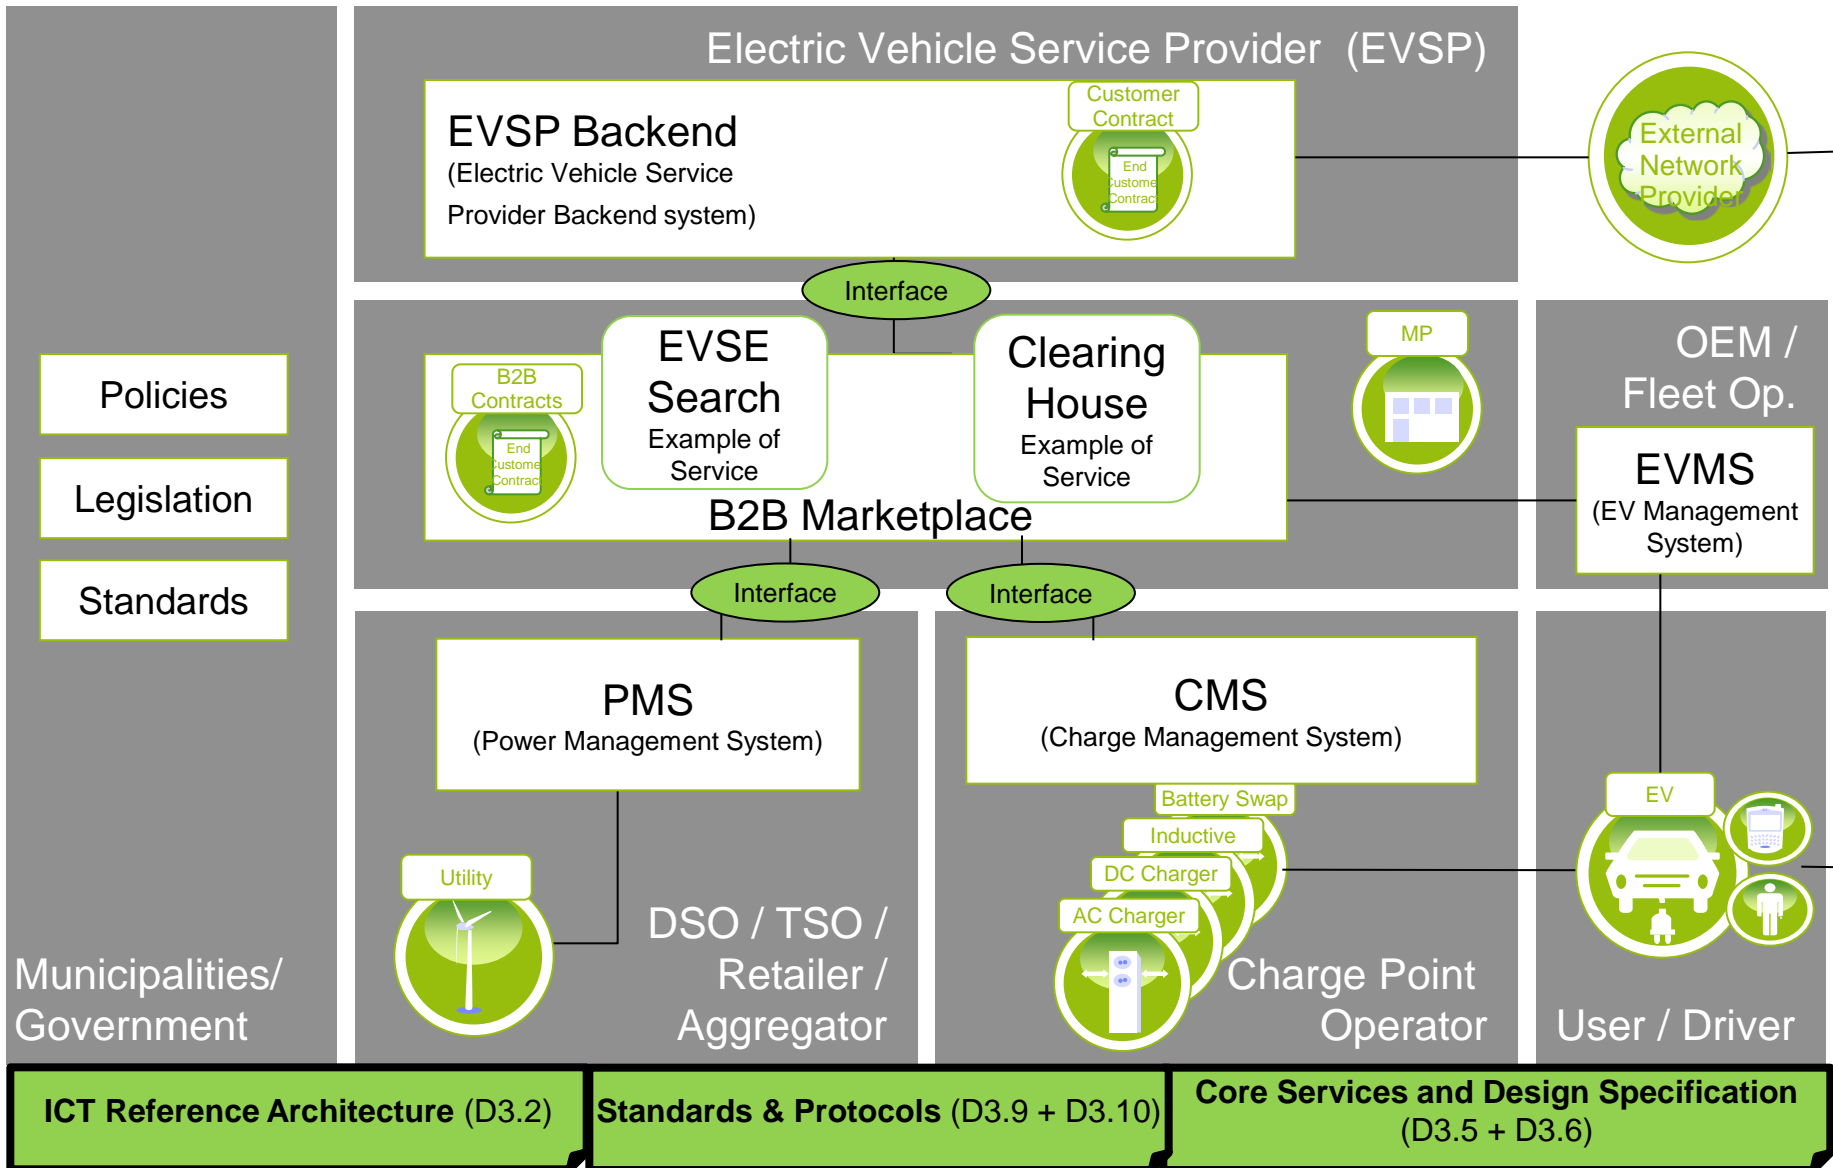 Electric Vehicle Service Provider (EVSP)
EVSP Backend
(Electric Vehicle Service
Provider Backend system)
Customer
Contract
End
Custome
Contract
External
Network
Provider
Interface
Policies
Legislation
Standards
Municipalities/
Government
B2B
Contracts
End
Custome
Contract
EVSE
Search
Example of
Service
Clearing
House
Example of
Service
B2B Marketplace
MP
OEM /
Fleet Op.
EVMS
(EV Management
System)
Interface
Interface
PMS
(Power Management System)
Utility
DSO / TSO /
Retailer /
Aggregator
CMS
(Charge Management System)
Battery Swap
Inductive
DC Charger
AC Charger
Charge Point
Operator
EV
User / Driver
ICT Reference Architecture (D3.2)
Standards & Protocols (D3.9 + D3.10)
Core Services and Design Specification
(D3.5 + D3.6)